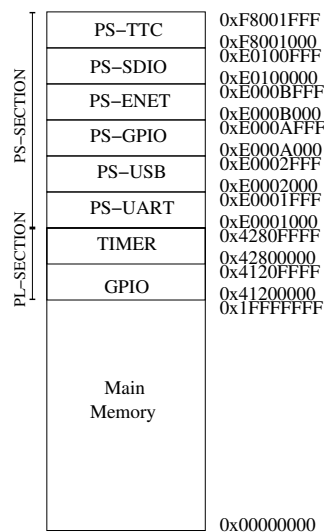 PS-SECTION
PL-SECTION
PS-TTC
PS-SDIO
PS-ENET
PS-GPIO
PS-USB
PS-UART
TIMER
GPIO
Main
Memory
0xF8001FFF
0xF8001000
0xE0100FFF
0xE0100000
0xE000BFFF
0xE000B000
0xE000AFFF
0xE000A000
0xE0002FFF
0xE0002000
0xE0001FFF
0xE0001000
0x4280FFFF
0x42800000
0x4120FFFF
0x41200000
0x1FFFFFFF
0x00000000